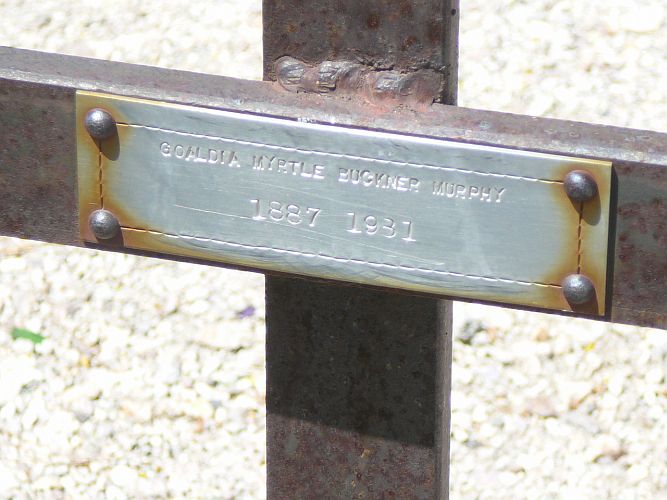 GOALDIA MYRTLE BUCKNER MURPHY
1887 1931